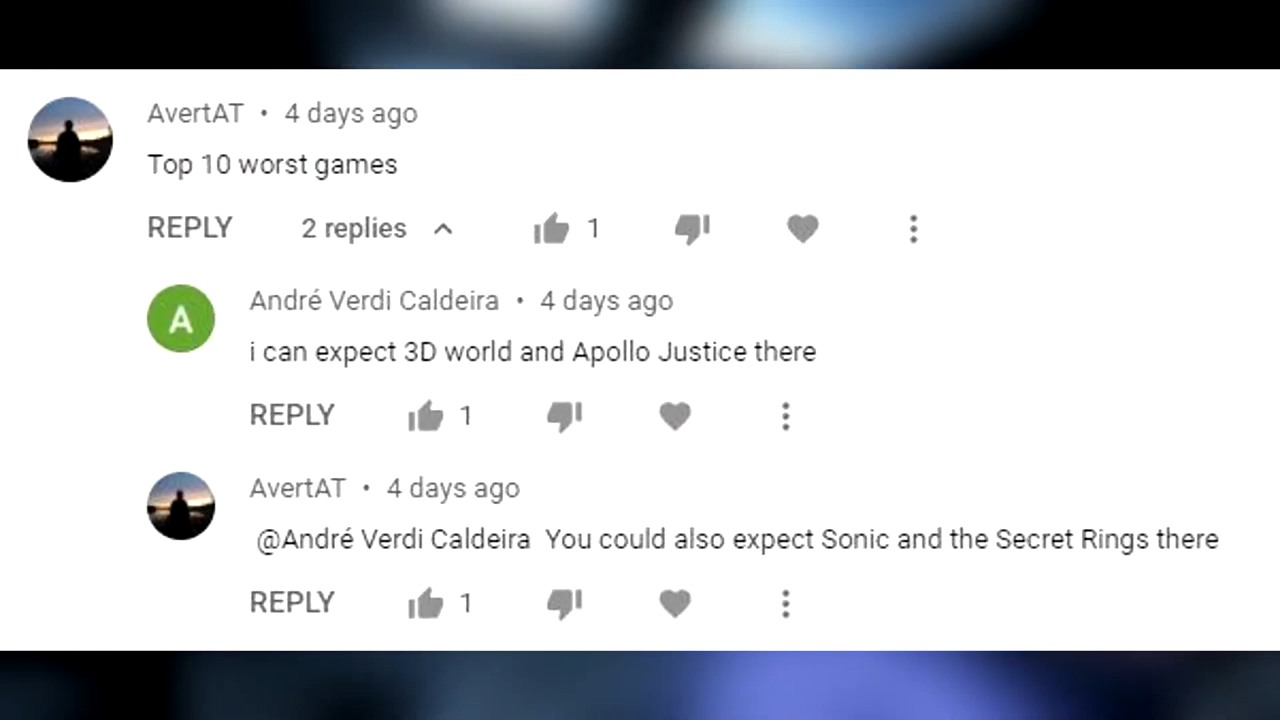 AvertAT • 4 days ago
Top 10 worst games
REPLY 2 replies 1
A
André Verdi Caldeira • 4 days ago
i can expect 3D world and Apollo Justice there
REPLY 1
AvertAT • 4 days ago
@André Verdi Caldeira You could also expect Sonic and the Secret Rings there
REPLY 1